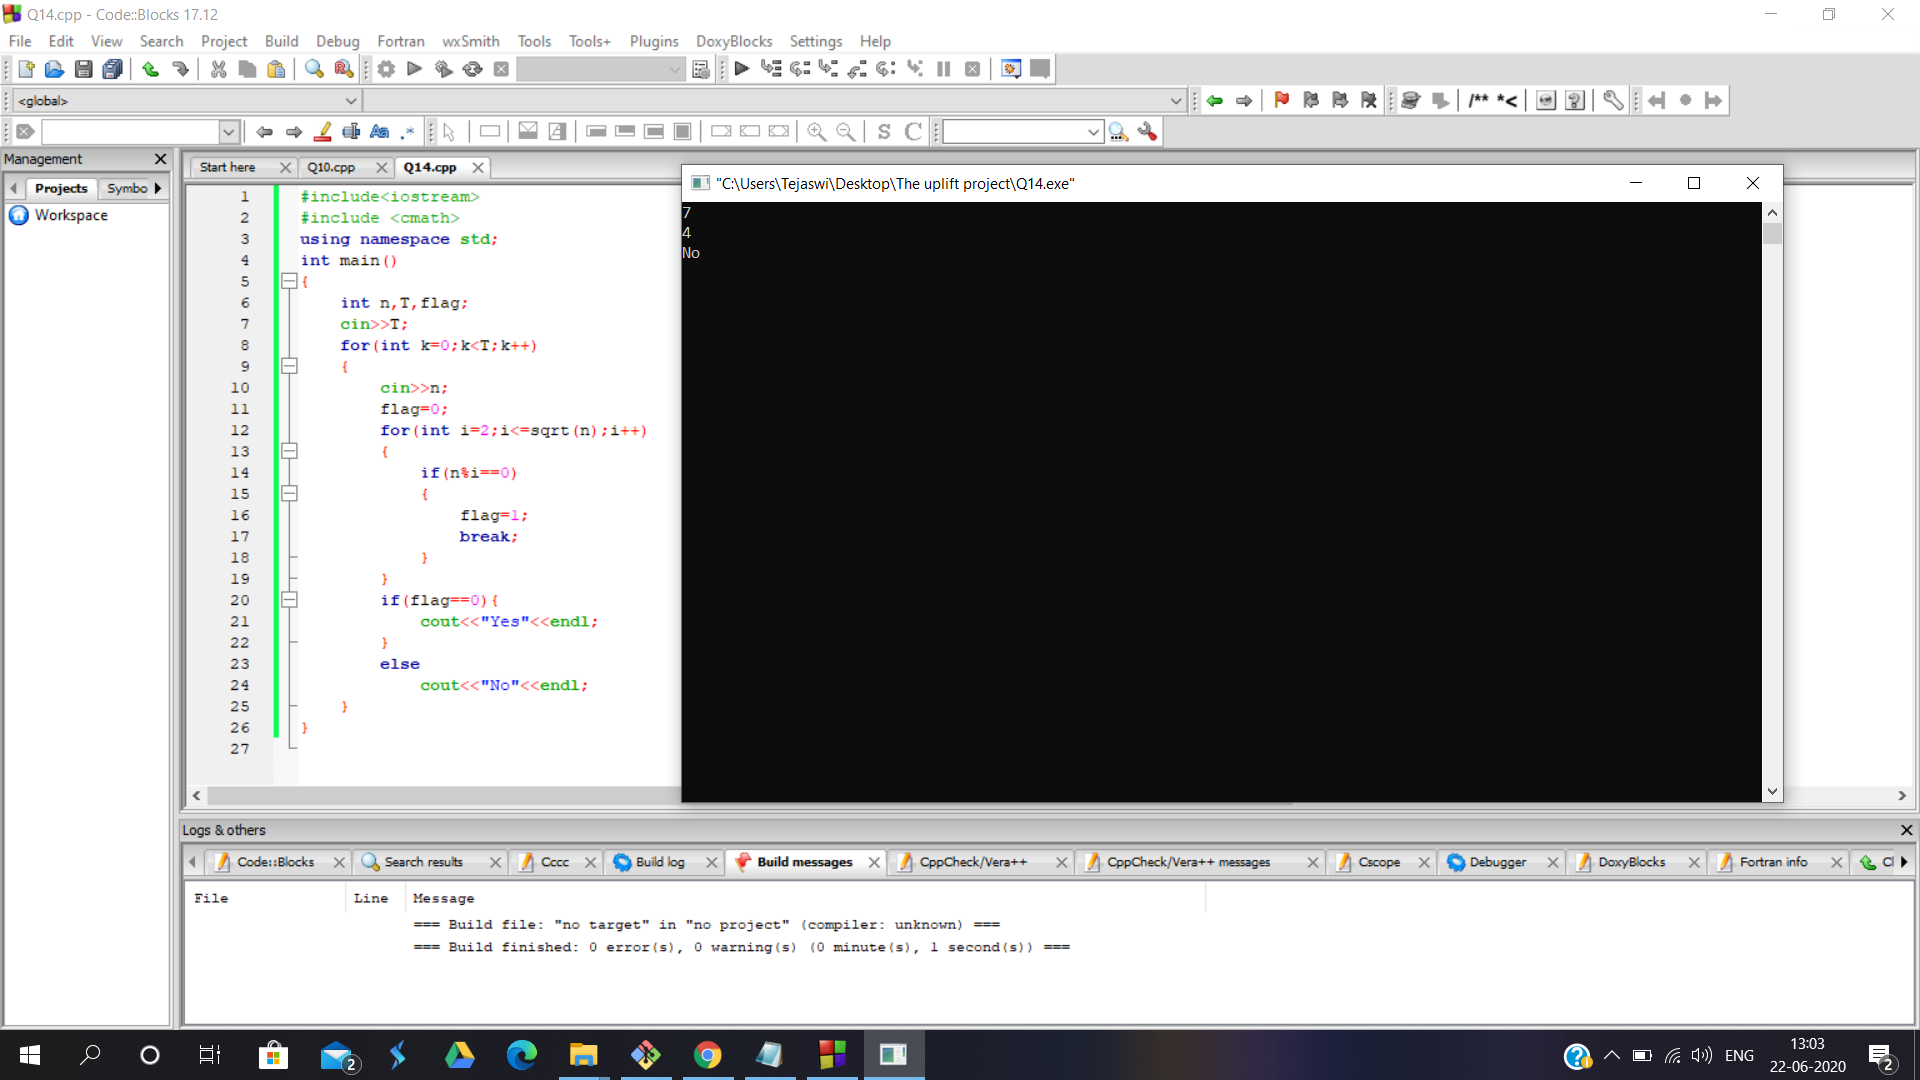 Q14.cpp - Code::Blocks 17.12
File Edit View Search Project Build Debug Fortran wxSmith Tools Tools+ Plugins DoxyBlocks Settings Help
<global>
/** *<
S C
Management
Projects Symbo
Workspace
Start here Q10.cpp Q14.cpp
1 #include<iostream>
2 #include <cmath>
3 using namespace std;
4 int main()
5 {
6 int n,T,flag;
7 cin>>T;
8 for(int k=0;k<T;k++)
9 {
10 cin>>n;
11 flag=0;
12 for(int i=2;i<=sqrt(n);i++)
13 {
14 if(n%i==0)
15 {
16 flag=1;
17 break;
18 }
19 }
20 if(flag==0){
21 cout<<"Yes"<<endl;
22 }
23 else
24 cout<<"No"<<endl;
25 }
26 }
27
"C:\Users\Tejaswi\Desktop\The uplift project\Q14.exe"
7
4
No
Logs & others
Code::Blocks Search results Cccc Build log Build messages CppCheck/Vera++ CppCheck/Vera++ messages Cscope Debugger DoxyBlocks Fortran info Cl
File Line Message
=== Build file: "no target" in "no project" (compiler: unknown) ===
=== Build finished: 0 error(s), 0 warning(s) (0 minute(s), 1 second(s)) ===
2
ENG
13:03
22-06-2020
2